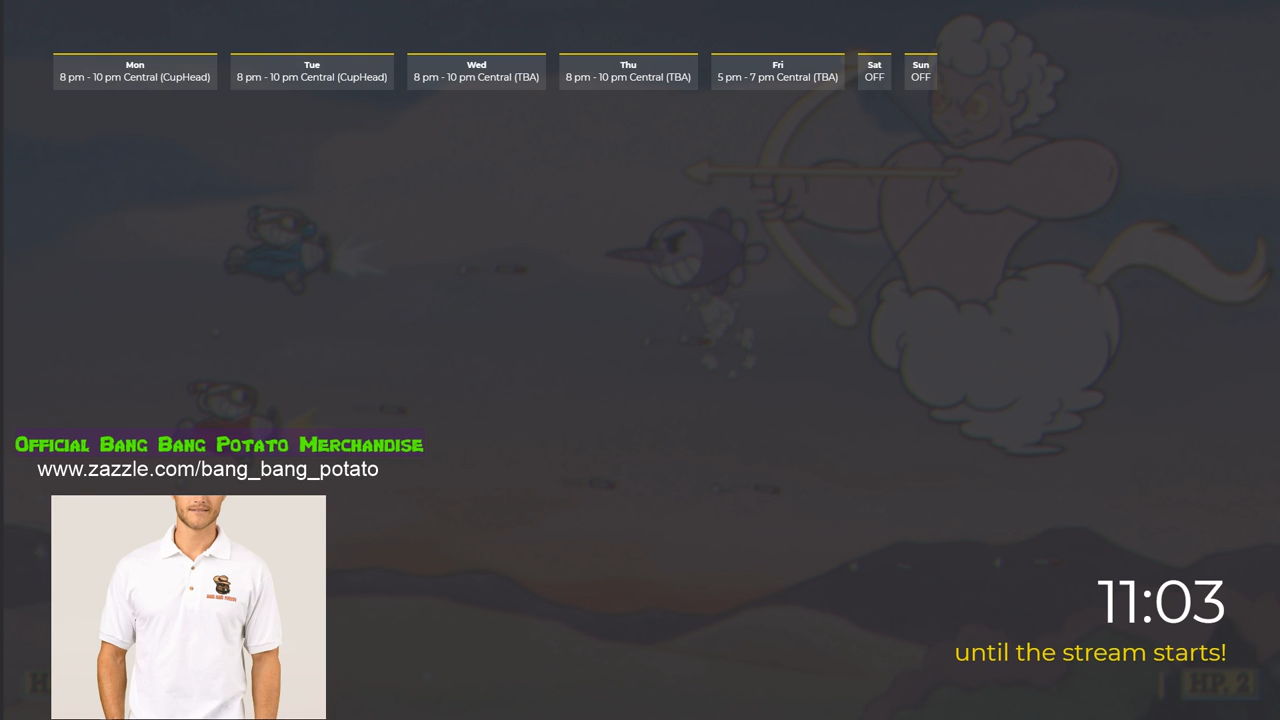 Mon
8 pm - 10 pm Central (CupHead)
Tue
8 pm - 10 pm Central (CupHead)
Wed
8 pm - 10 pm Central (TBA)
Thu
8 pm - 10 pm Central (TBA)
Fri
5 pm - 7 pm Central (TBA)
Sat
OFF
Sun
OFF
Official Bang Bang Potato Merchandise
www.zazzle.com/bang_bang_potato
11:03
until the stream starts!
HP. 2